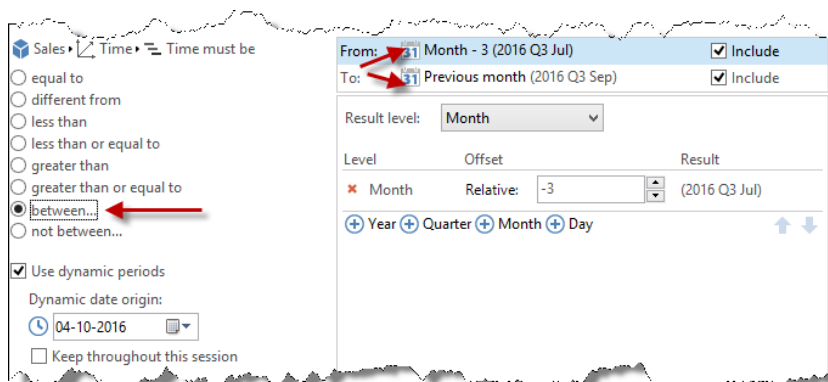 Sales Time Time must be
equal to
different from
less than
less than or equal to
greater than
greater than or equal to
between...
not between...
Use dynamic periods
Dynamic date origin:
04-10-2016
Keep throughout this session
From: 31 Month - 3 (2016 Q3 Jul) Include
To: 31 Previous month (2016 Q3 Sep) Include
Result level: Month
Level Offset Result
Month Relative: -3 (2016 Q3 Jul)
Year Quarter Month Day